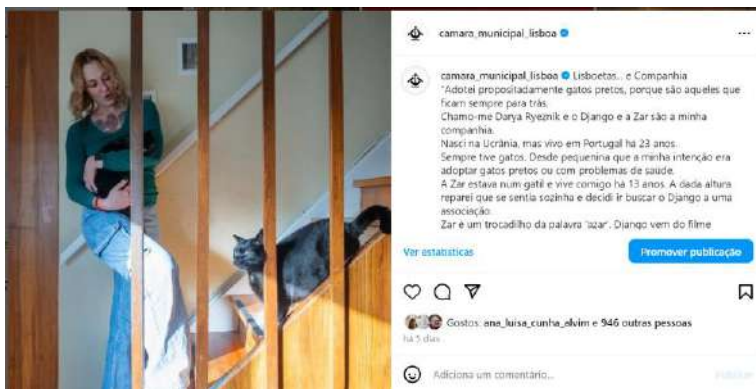 camara_municipal_lisboa
camara_municipal_lisboa Lisboetas... e Companhia
"Adotei propositadamente gatos pretos, porque são aqueles que
ficam sempre para trás.
Chamo-me Darya Ryeznik e o Django e a Zar são a minha
companhia.
Nasci na Ucrânia, mas vivo em Portugal há 23 anos.
Sempre tive gatos. Desde pequenina que a minha intenção era
adoptar gatos pretos ou com problemas de saúde.
A Zar estava num gatil e vive comigo há 13 anos. A dada altura
reparei que se sentia sozinha e decidi ir buscar o Django a uma
associação.
Zar é um trocadilho da palavra "azar". Django vem do filme
Ver estatísticas
Promover publicação
Gostos: ana_luisa_cunha_alvim e 946 outras pessoas
há 5 dias
Adiciona um comentário...
Publicar